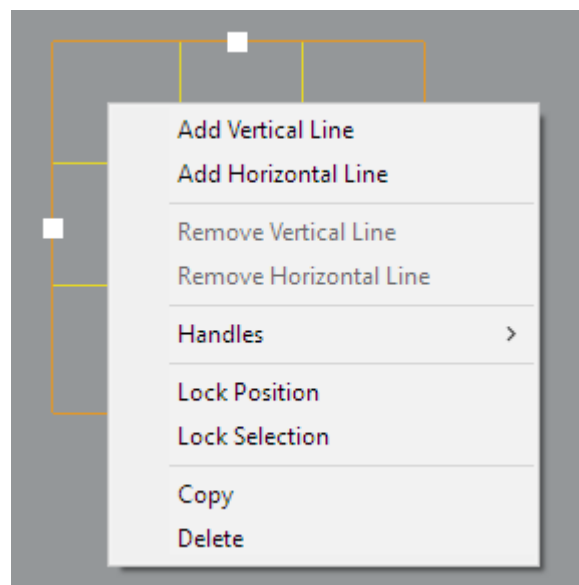 Add Vertical Line
Add Horizontal Line
Remove Vertical Line
Remove Horizontal Line
Handles
Lock Position
Lock Selection
Copy
Delete